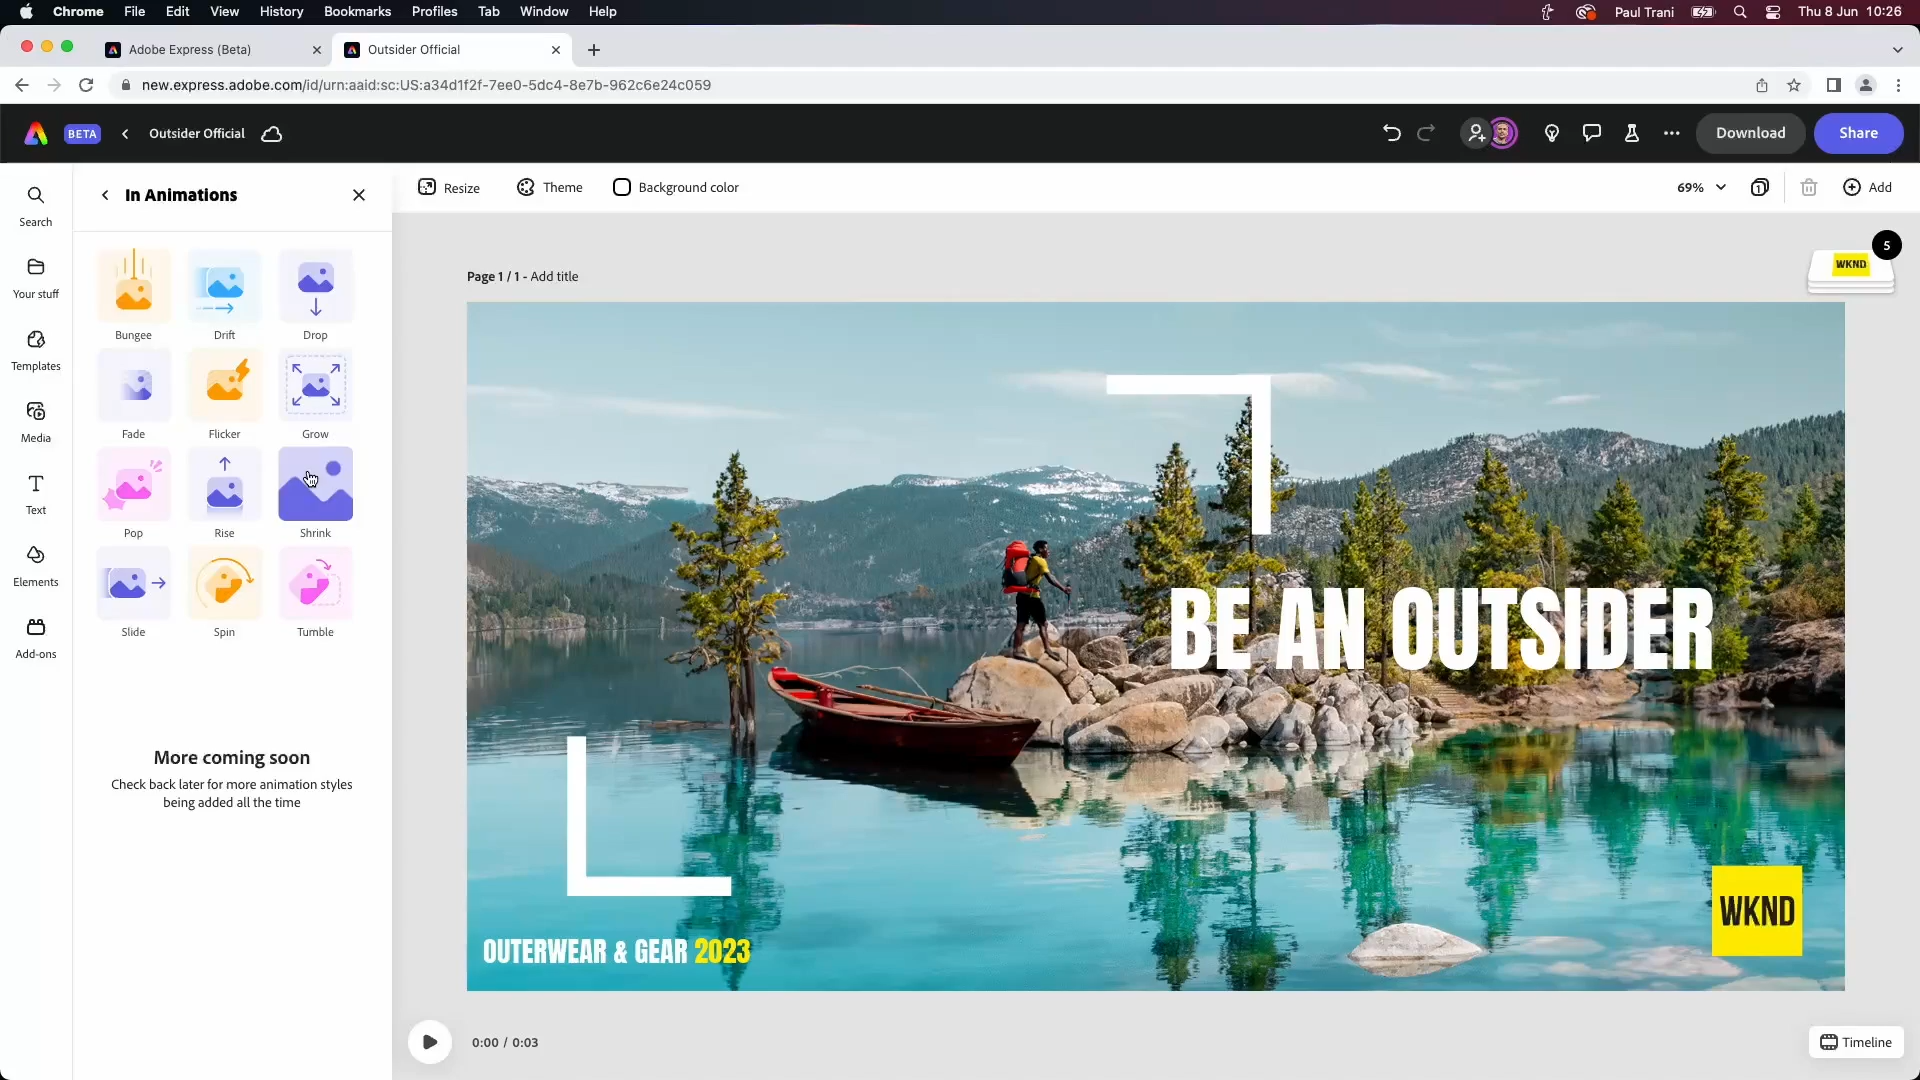 Chrome File Edit View History Bookmarks Profiles Tab Window Help Paul Trani Thu 8 Jun 10:26
Adobe Express (Beta) Outsider Official
new.express.adobe.com/id/urn:aaid:sc:US:a34d1f2f-7ee0-5dc4-8e7b-962c6e24c059
BETA Outsider Official Download Share
In Animations Resize Theme Background color 69% 1 Add
Search
Your stuff
Templates
Media
Text
Elements
Add-ons
Bungee Drift Drop
Fade Flicker Grow
Pop Rise Shrink
Slide Spin Tumble
More coming soon
Check back later for more animation styles
being added all the time
Page 1 / 1 - Add title
5
WKND
BE AN OUTSIDER
WKND
OUTERWEAR & GEAR 2023
0:00 / 0:03 Timeline